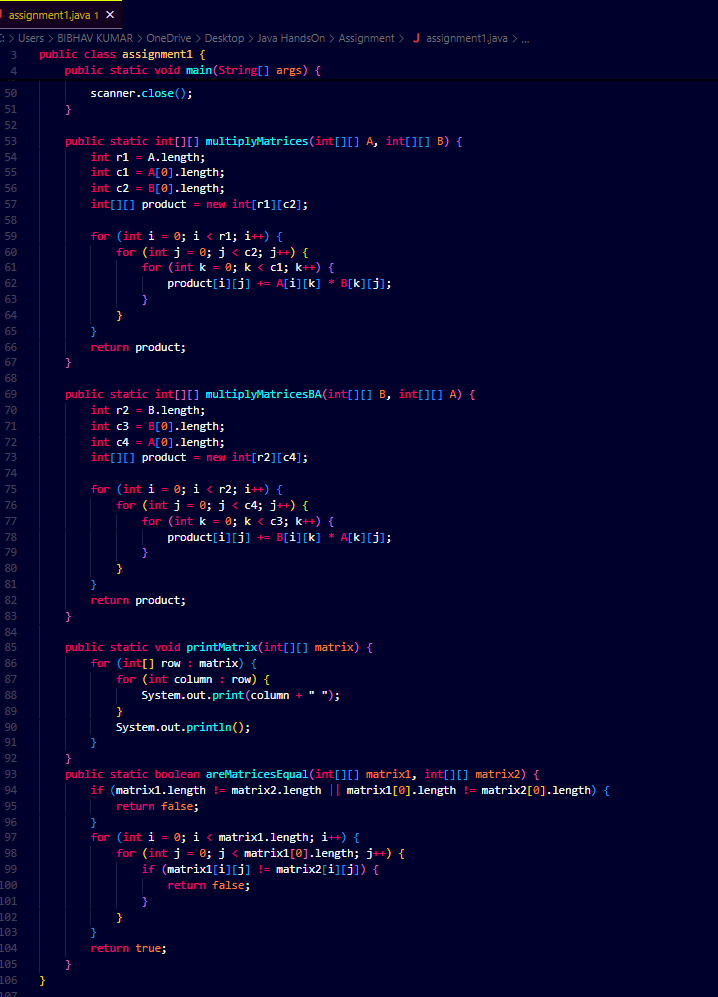 assignment1.java 1 ✕
C: > Users > BIBHAV KUMAR > OneDrive > Desktop > Java HandsOn > Assignment > J assignment1.java > ...
3 public class assignment1 {
4     public static void main(String[] args) {
50         scanner.close();
51     }
52
53     public static int[][] multiplyMatrices(int[][] A, int[][] B) {
54         int r1 = A.length;
55         int c1 = A[0].length;
56         int c2 = B[0].length;
57         int[][] product = new int[r1][c2];
58
59         for (int i = 0; i < r1; i++) {
60             for (int j = 0; j < c2; j++) {
61                 for (int k = 0; k < c1; k++) {
62                     product[i][j] += A[i][k] * B[k][j];
63                 }
64             }
65         }
66         return product;
67     }
68
69     public static int[][] multiplyMatricesBA(int[][] B, int[][] A) {
70         int r2 = B.length;
71         int c3 = B[0].length;
72         int c4 = A[0].length;
73         int[][] product = new int[r2][c4];
74
75         for (int i = 0; i < r2; i++) {
76             for (int j = 0; j < c4; j++) {
77                 for (int k = 0; k < c3; k++) {
78                     product[i][j] += B[i][k] * A[k][j];
79                 }
80             }
81         }
82         return product;
83     }
84
85     public static void printMatrix(int[][] matrix) {
86         for (int[] row : matrix) {
87             for (int column : row) {
88                 System.out.print(column + " ");
89             }
90             System.out.println();
91         }
92     }
93     public static boolean areMatricesEqual(int[][] matrix1, int[][] matrix2) {
94         if (matrix1.length != matrix2.length || matrix1[0].length != matrix2[0].length) {
95             return false;
96         }
97         for (int i = 0; i < matrix1.length; i++) {
98             for (int j = 0; j < matrix1[0].length; j++) {
99                 if (matrix1[i][j] != matrix2[i][j]) {
100                     return false;
101                 }
102             }
103         }
104         return true;
105     }
106 }
107